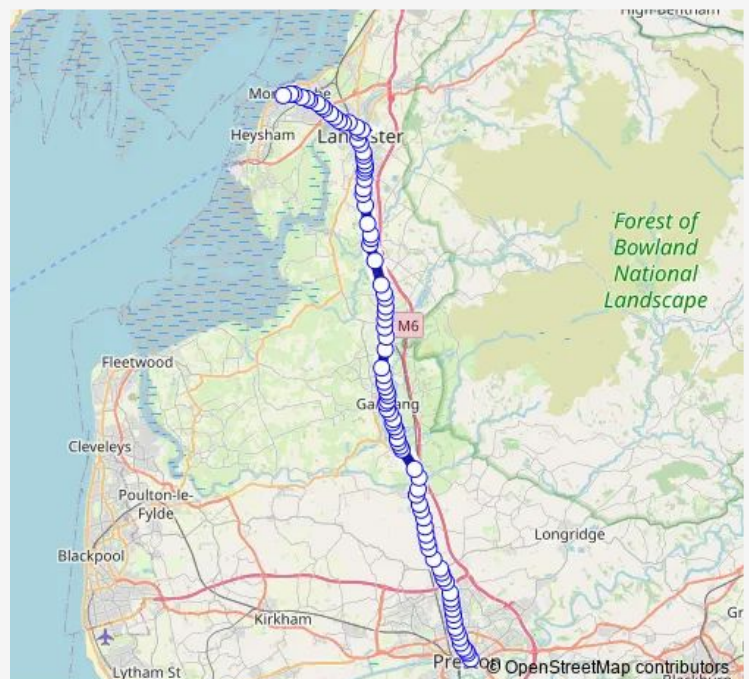 High Bentham
Heysham
Lancaster
Forest of
Bowland
National
Landscape
M6
Fleetwood
Cleveleys
Poulton-le-
Fylde
Longridge
Blackpool
Kirkham
Lytham St
© OpenStreetMap contributors